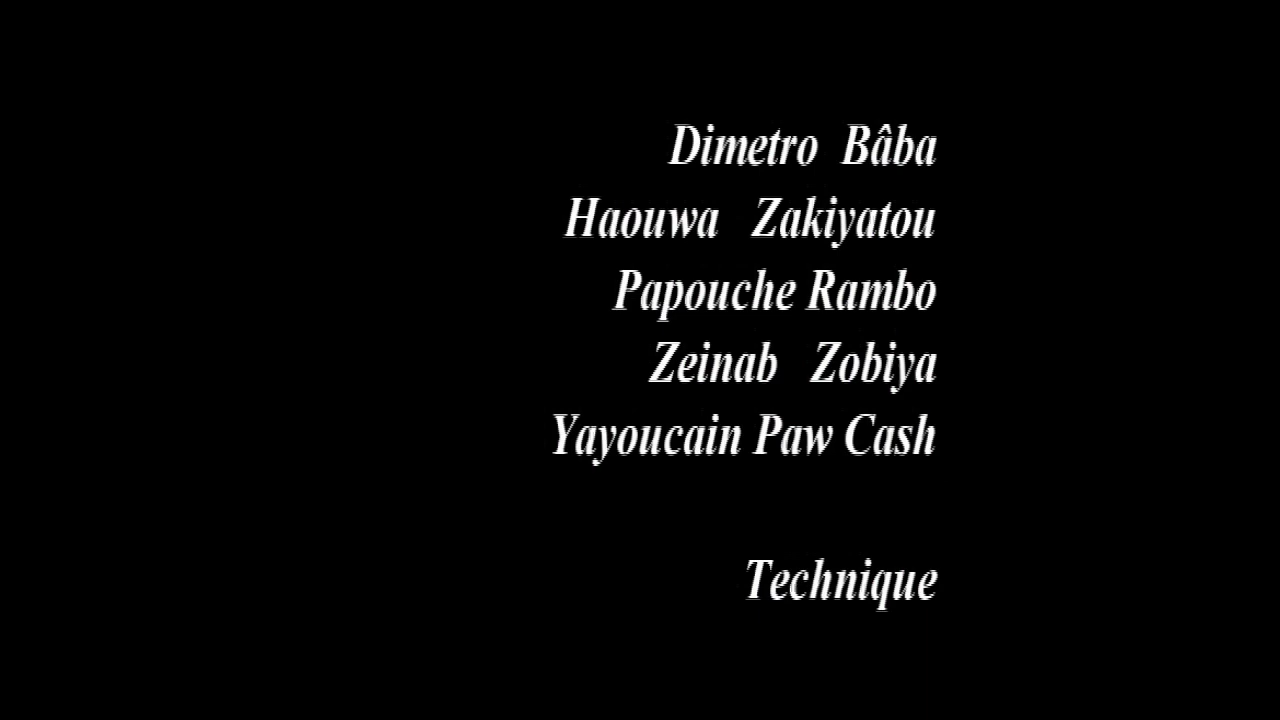 Dimetro Bâba
Haouwa Zakiyatou
Papouche Rambo
Zeinab Zobiya
Yayoucain Paw Cash
Technique